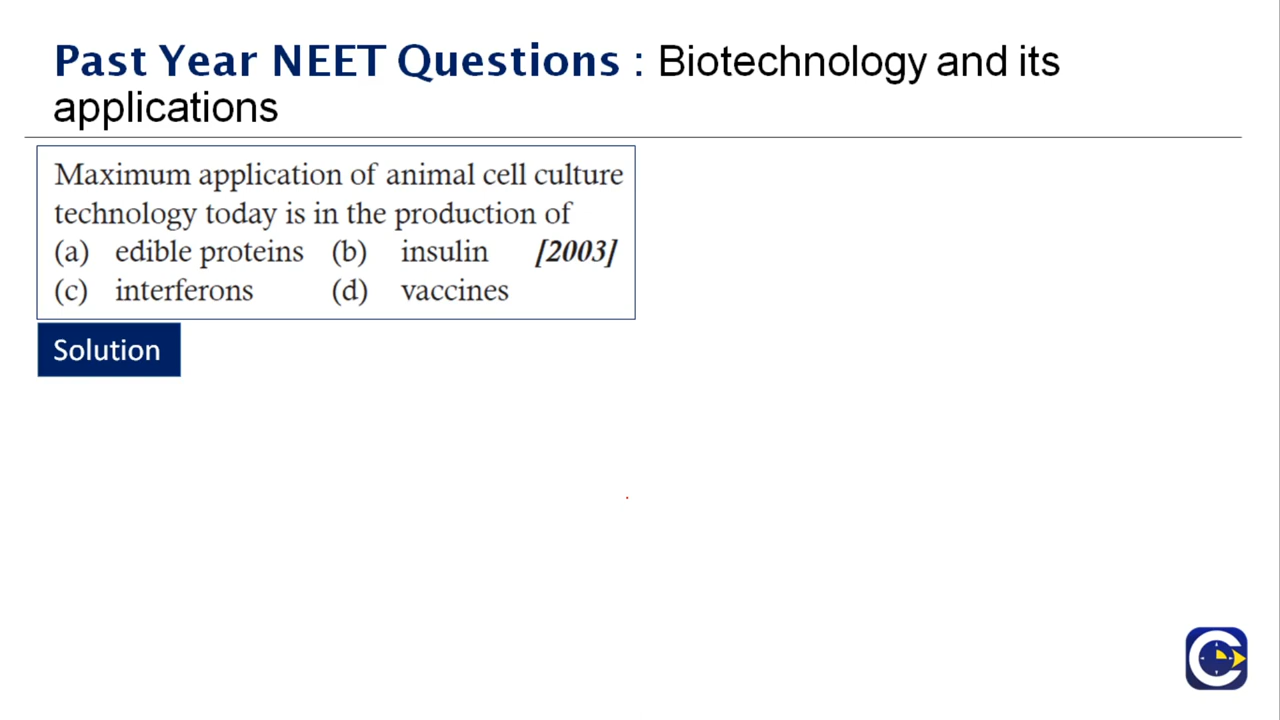 Past Year NEET Questions : Biotechnology and its
applications
Maximum application of animal cell culture
technology today is in the production of
(a) edible proteins (b) insulin [2003]
(c) interferons (d) vaccines
Solution